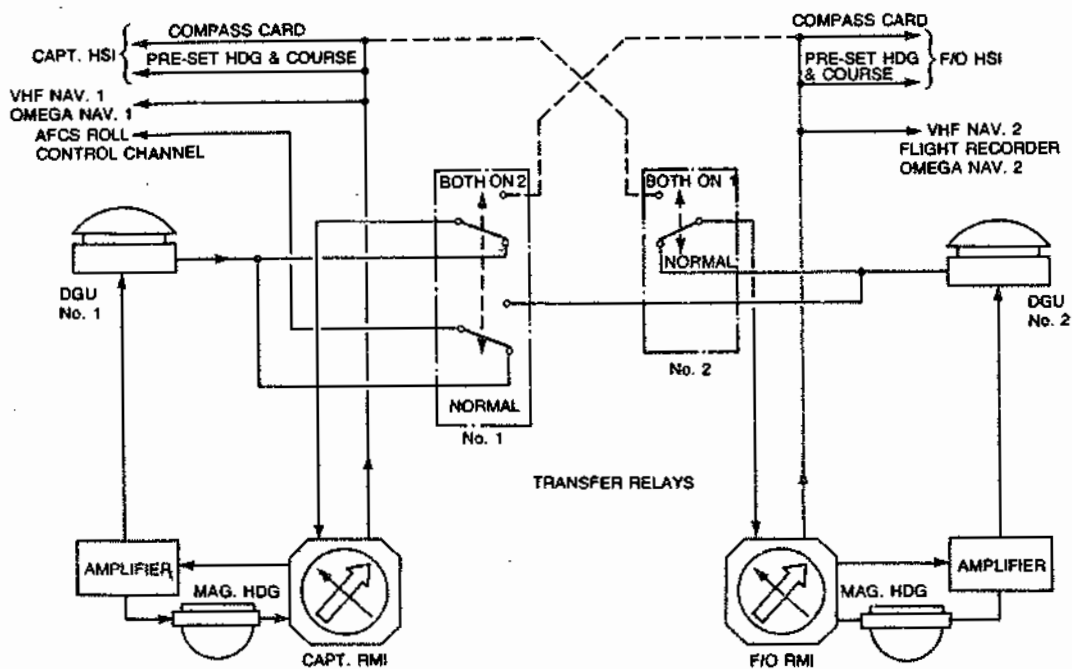 COMPASS CARD
CAPT. HSI
PRE-SET HDG & COURSE
VHF NAV. 1
OMEGA NAV. 1
AFCS ROLL
CONTROL CHANNEL
COMPASS CARD
PRE-SET HDG
& COURSE
F/O HSI
VHF NAV. 2
FLIGHT RECORDER
OMEGA NAV. 2
BOTH ON 2
BOTH ON 1
NORMAL
DGU
No. 1
DGU
No. 2
No. 2
NORMAL
No. 1
TRANSFER RELAYS
AMPLIFIER
MAG. HDG
CAPT. RMI
AMPLIFIER
MAG. HDG
F/O RMI